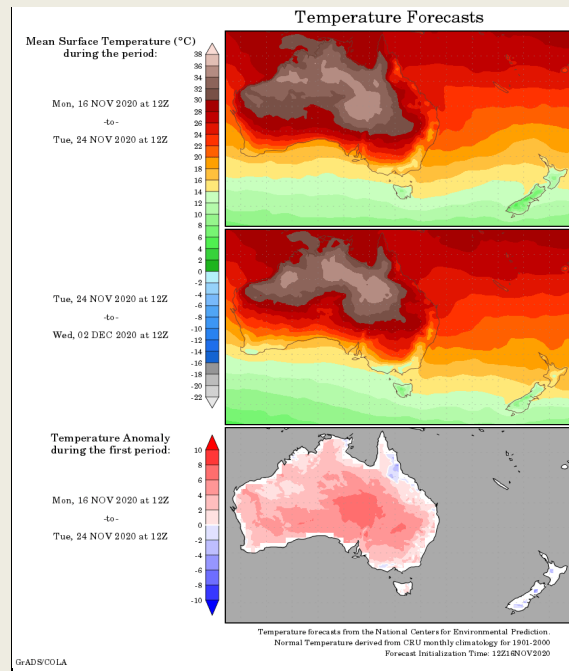 Temperature Forecasts
Mean Surface Temperature (°C)
during the period:
Mon, 16 NOV 2020 at 12Z
-to-
Tue, 24 NOV 2020 at 12Z
38
36
34
32
30
28
26
24
22
20
18
16
14
12
10
8
6
4
2
0
-2
-4
-6
-8
-10
-12
-14
-16
-18
-20
-22
Tue, 24 NOV 2020 at 12Z
-to-
Wed, 02 DEC 2020 at 12Z
Temperature Anomaly
during the first period:
Mon, 16 NOV 2020 at 12Z
-to-
Tue, 24 NOV 2020 at 12Z
10
8
6
4
2
0
-2
-4
-6
-8
-10
Temperature forecasts from the National Centers for Environmental Prediction.
Normal Temperature derived from CRU monthly climatology for 1901-2000
Forecast Initialization Time: 12Z16NOV2020
GrADS/COLA